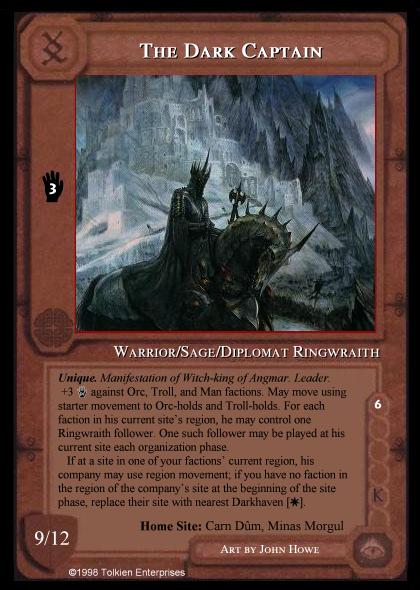 The Dark Captain
3
Warrior/Sage/Diplomat Ringwraith
Unique. Manifestation of Witch-king of Angmar. Leader.
+3 against Orc, Troll, and Man factions. May move using
starter movement to Orc-holds and Troll-holds. For each
faction in his current site's region, he may control one
Ringwraith follower. One such follower may be played at his
current site each organization phase.
If at a site in one of your factions' current region, his
company may use region movement; if you have no faction in
the region of the company's site at the beginning of the site
phase, replace their site with nearest Darkhaven [☀].
6
K
Home Site: Carn Dûm, Minas Morgul
9/12
Art by John Howe
©1998 Tolkien Enterprises